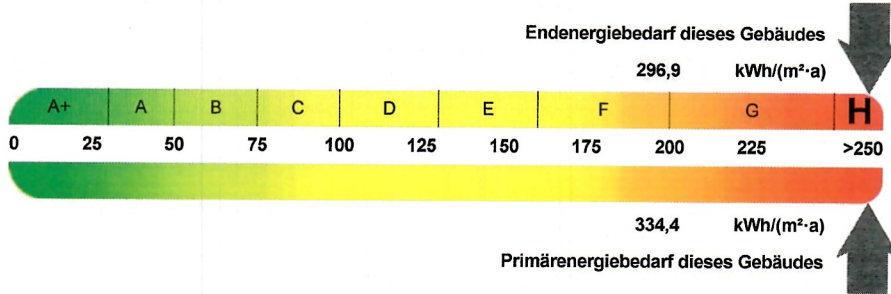 Endenergiebedarf dieses Gebäudes
296,9 kWh/(m²·a)
A+ A B C D E F G H
0 25 50 75 100 125 150 175 200 225 >250
334,4 kWh/(m²·a)
Primärenergiebedarf dieses Gebäudes